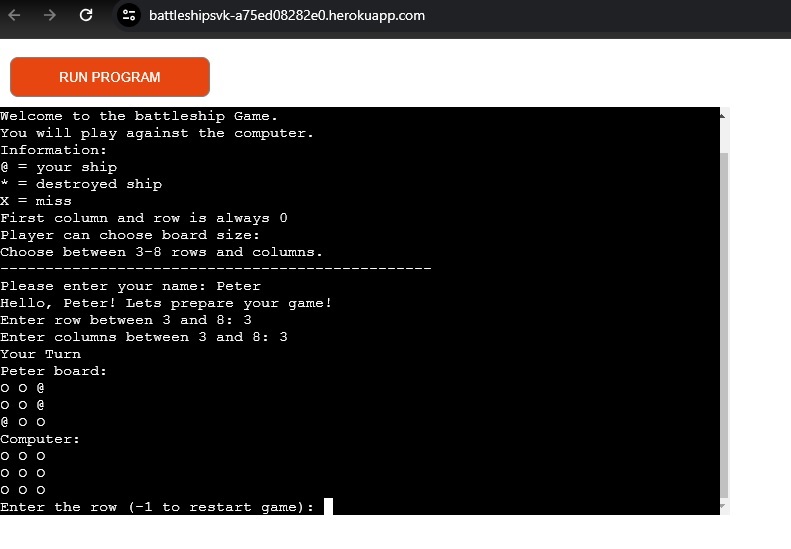 battleshipsvk-a75ed08282e0.herokuapp.com
RUN PROGRAM
Welcome to the battleship Game.
You will play against the computer.
Information:
@ = your ship
* = destroyed ship
X = miss
First column and row is always 0
Player can choose board size:
Choose between 3-8 rows and columns.
------------------------------------------------
Please enter your name: Peter
Hello, Peter! Lets prepare your game!
Enter row between 3 and 8: 3
Enter columns between 3 and 8: 3
Your Turn
Peter board:
O O @
O O @
@ O O
Computer:
O O O
O O O
O O O
Enter the row (-1 to restart game):